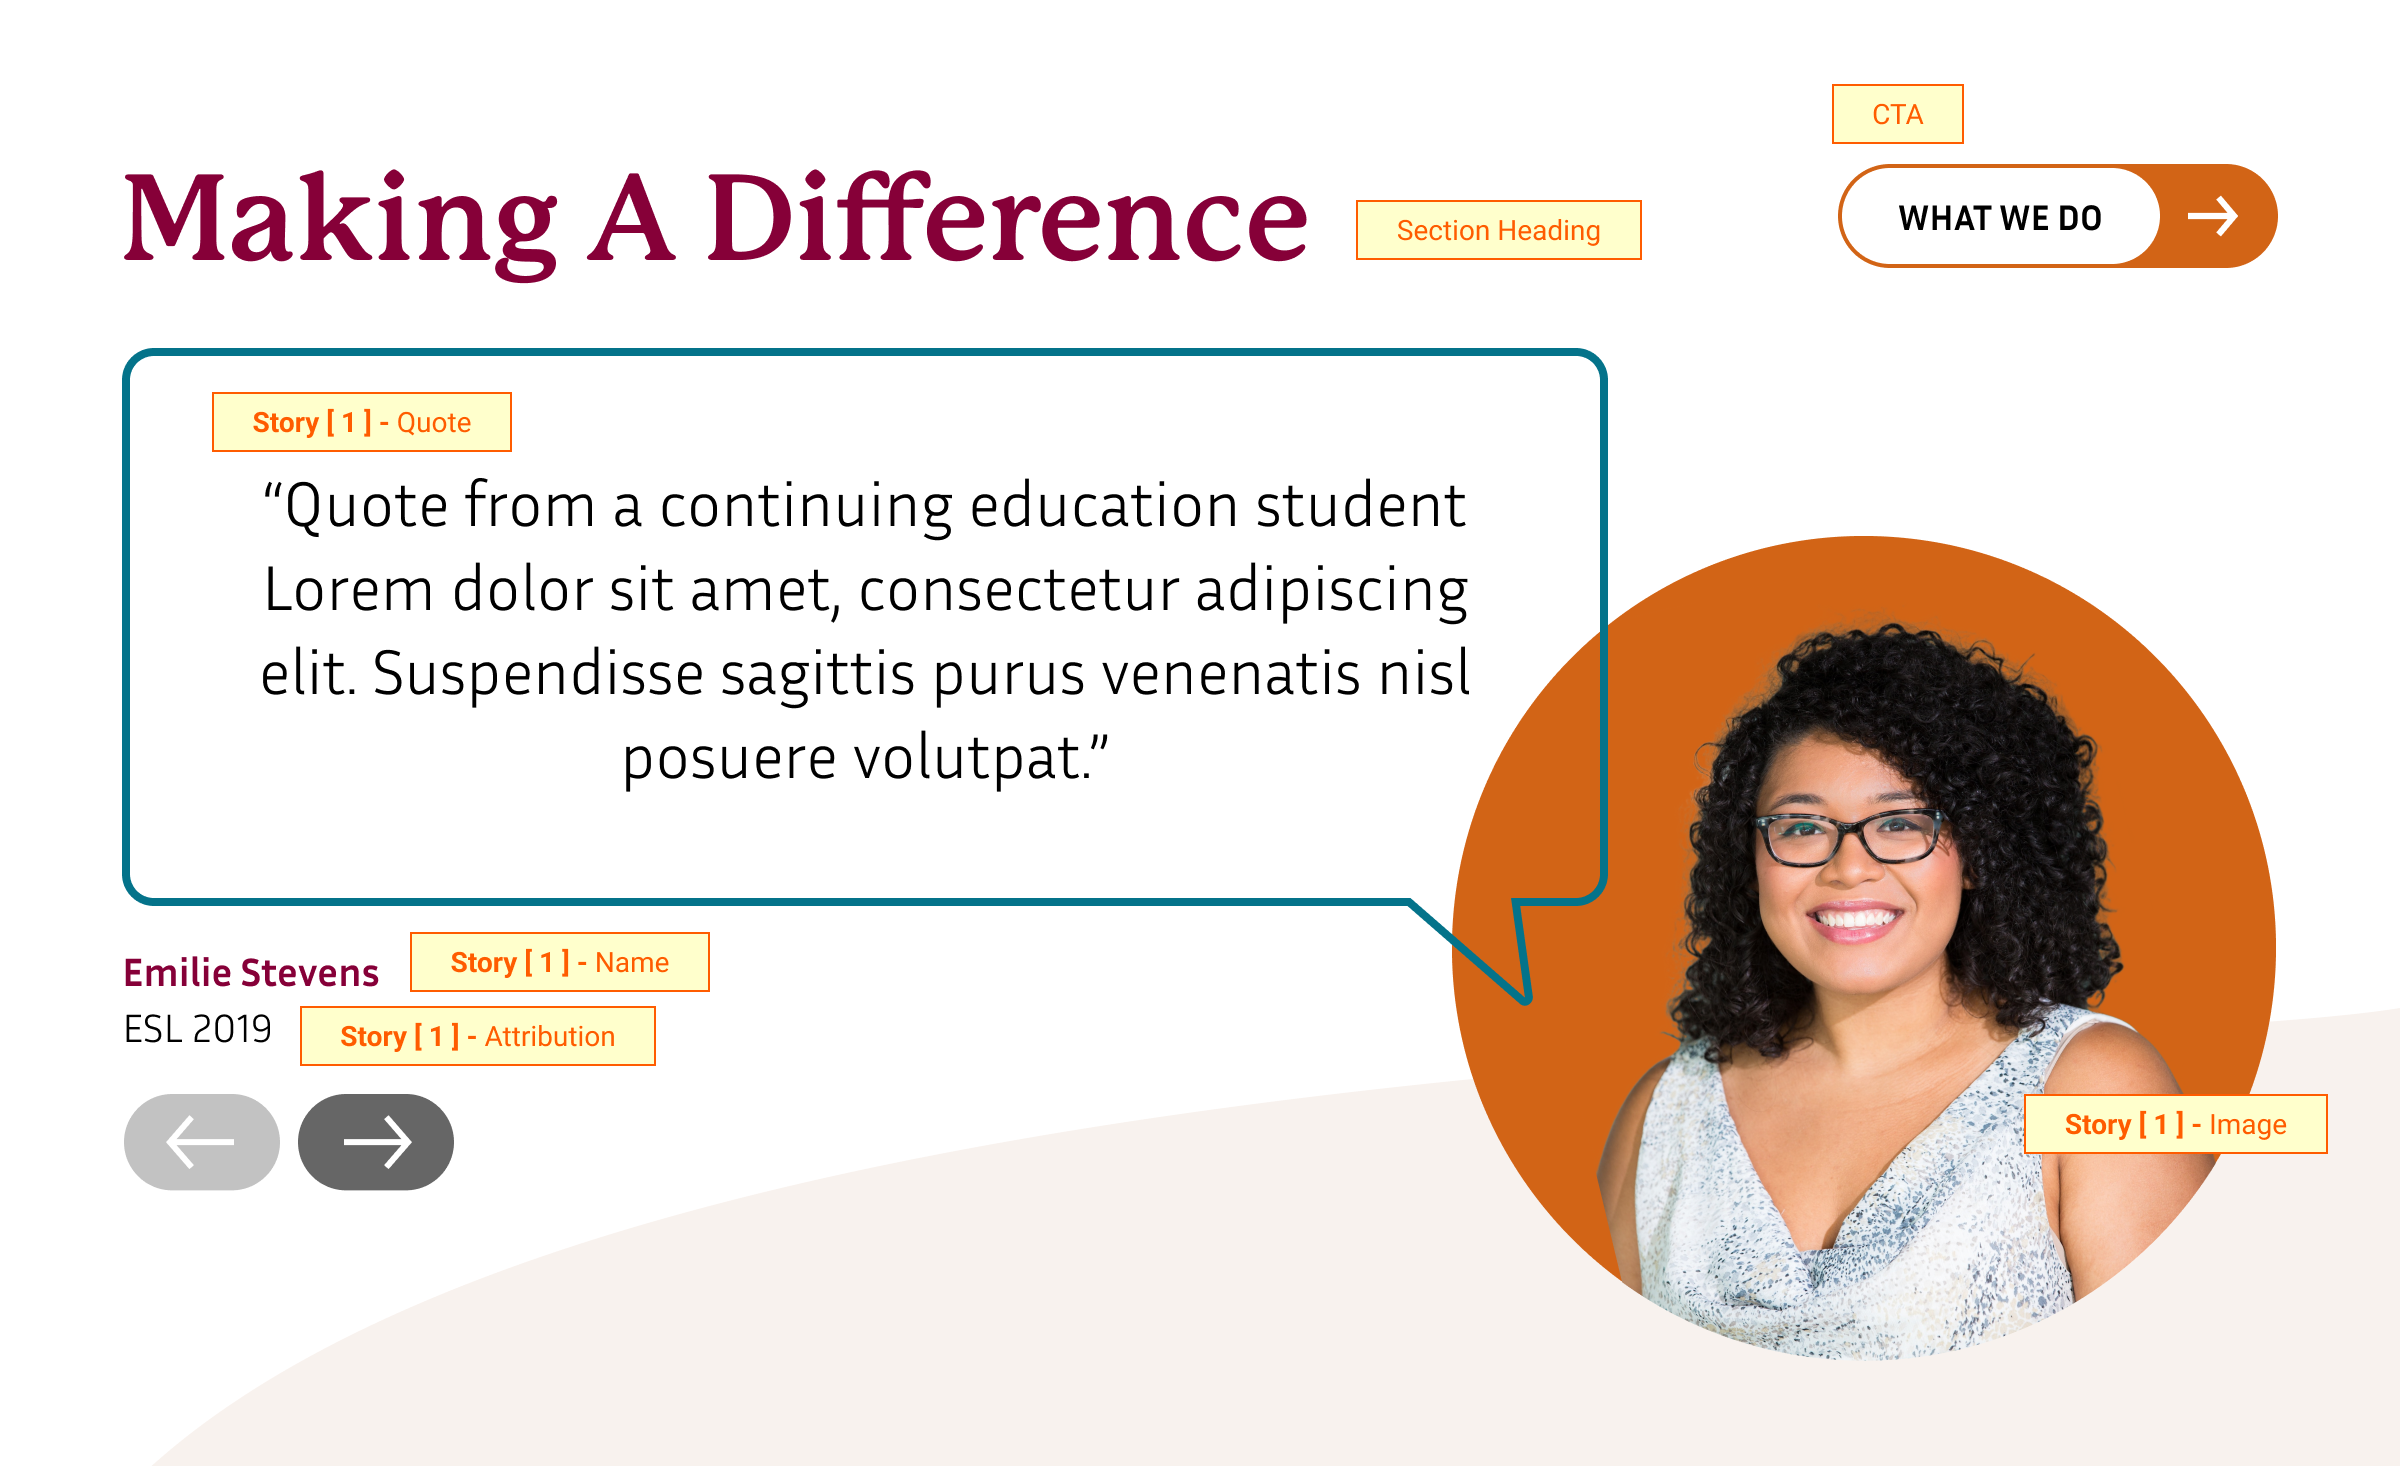 CTA
Making A Difference
Section Heading
WHAT WE DO
Story [ 1 ] - Quote
“Quote from a continuing education student
Lorem dolor sit amet, consectetur adipiscing
elit. Suspendisse sagittis purus venenatis nisl
posuere volutpat.”
Emilie Stevens
Story [ 1 ] - Name
ESL 2019
Story [ 1 ] - Attribution
Story [ 1 ] - Image